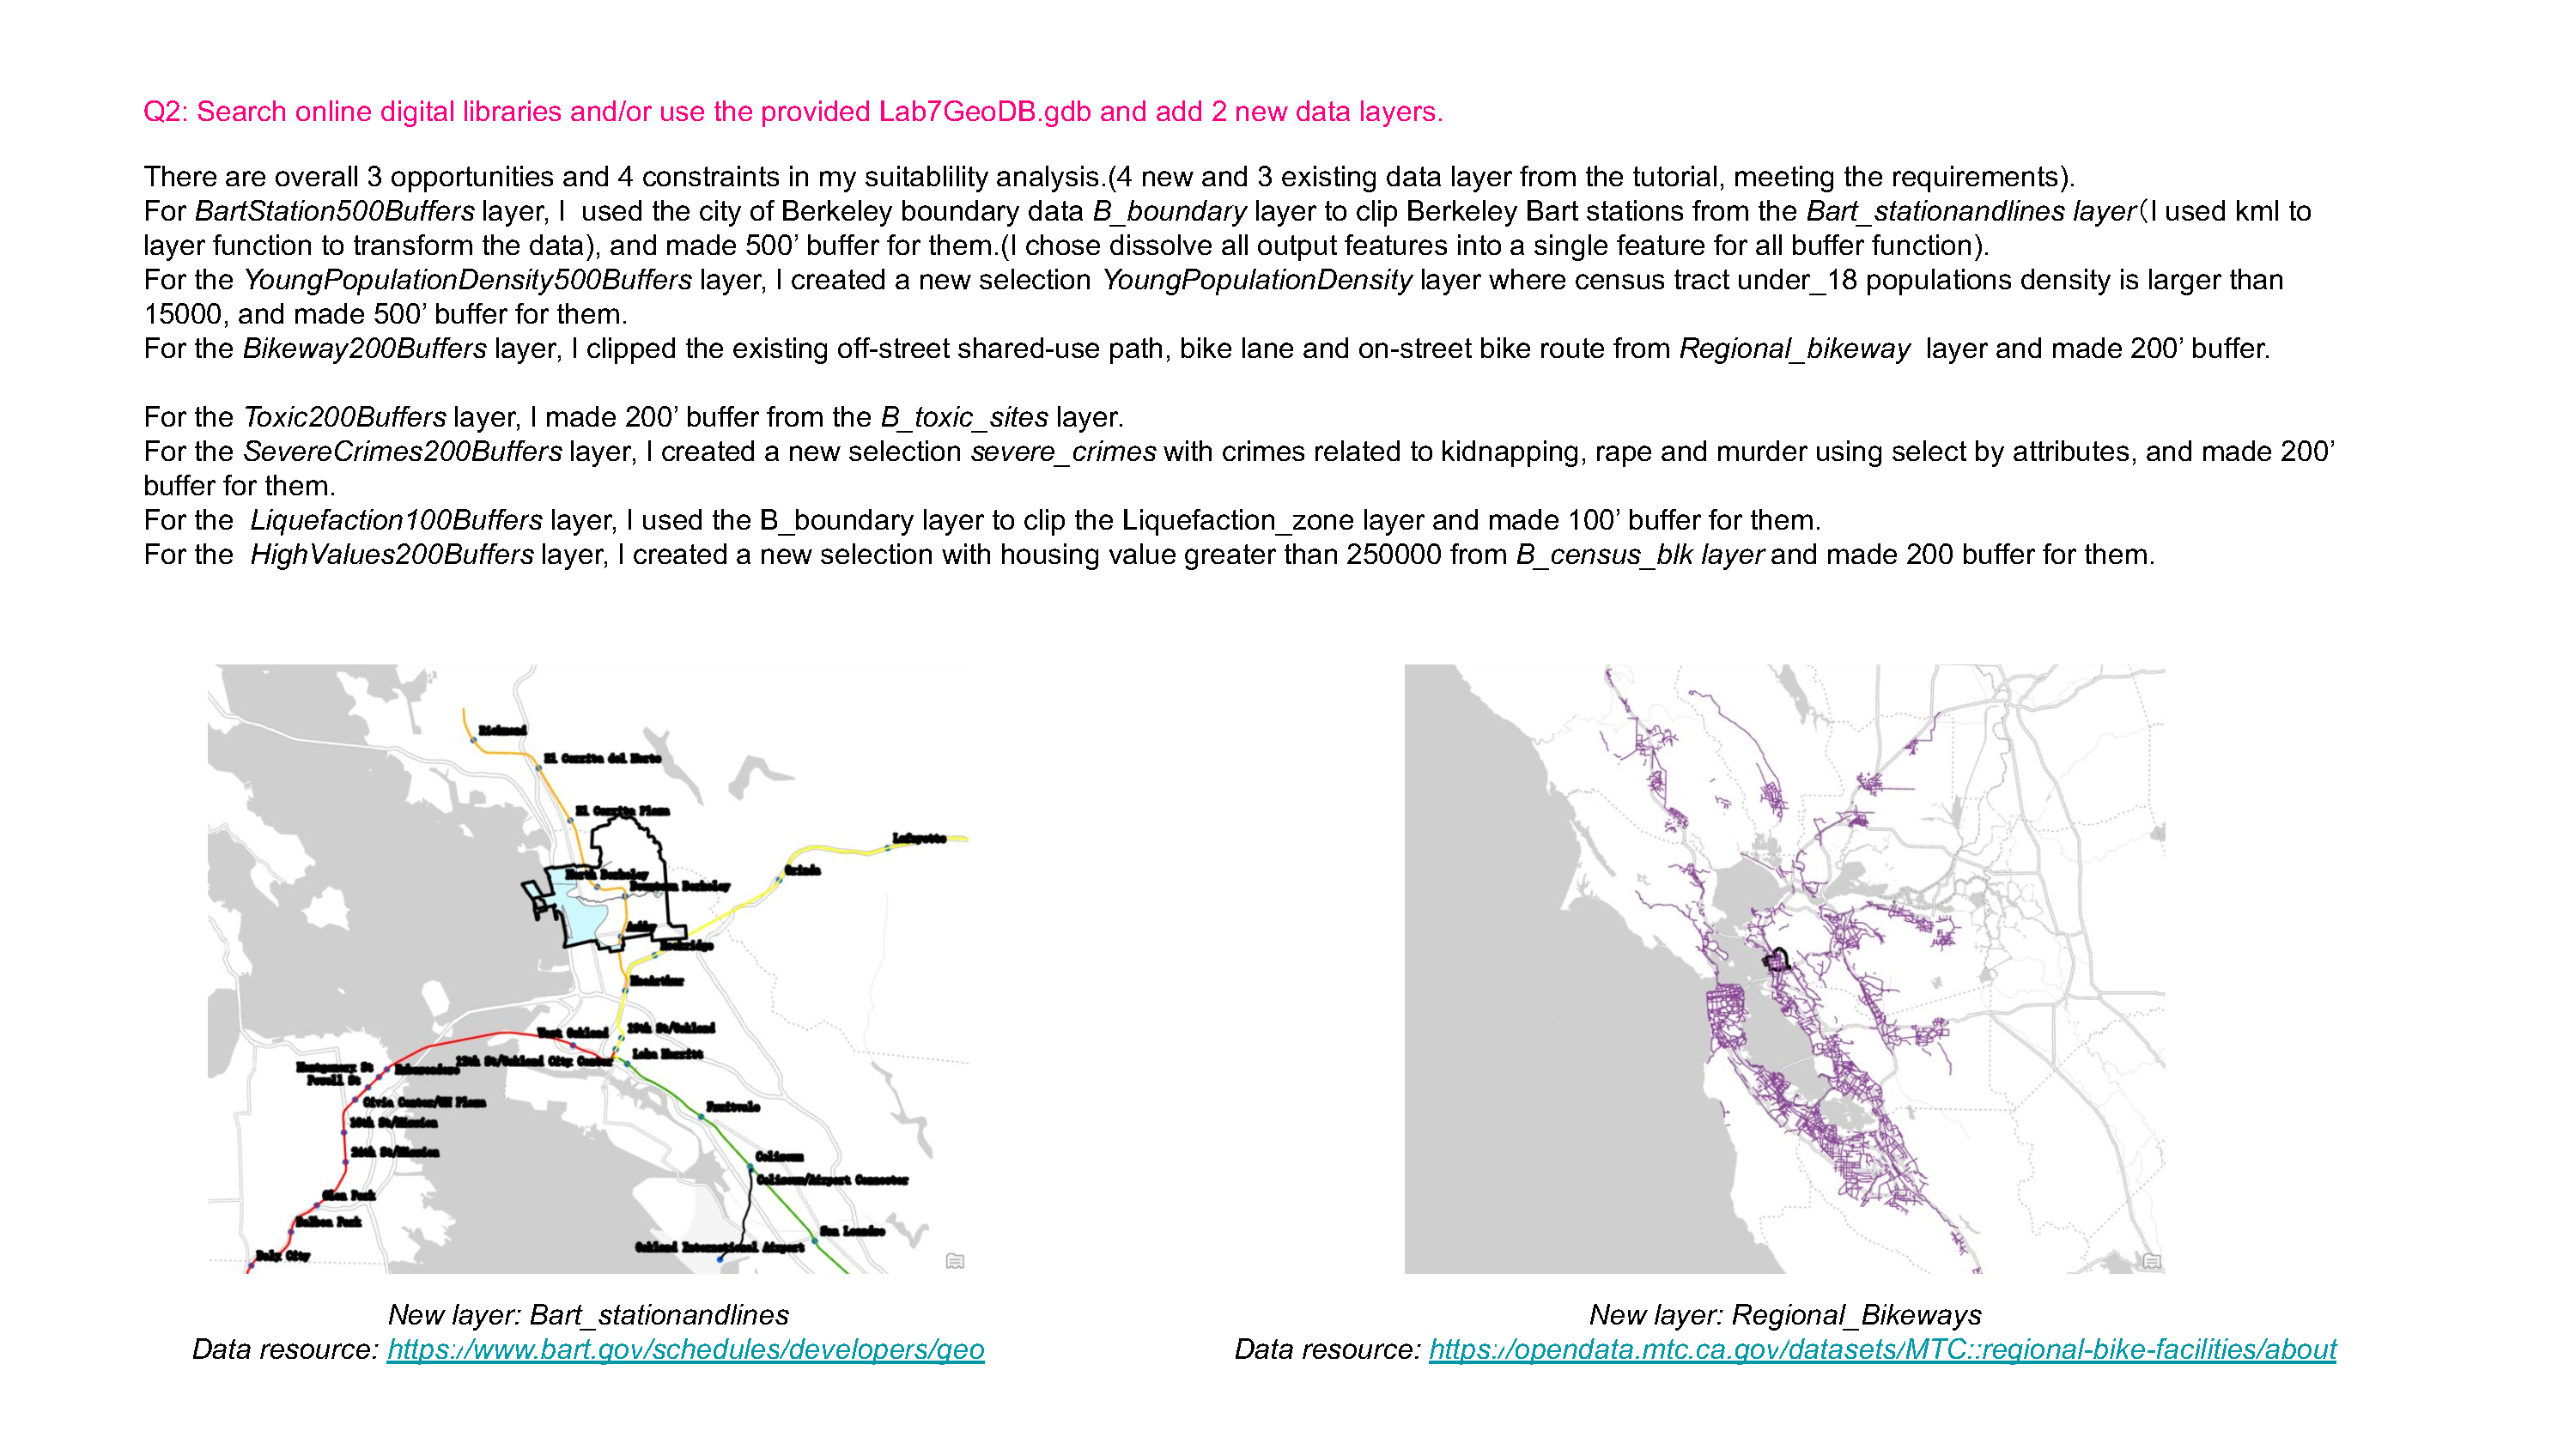 Q2: Search online digital libraries and/or use the provided Lab7GeoDB.gdb and add 2 new data layers.
There are overall 3 opportunities and 4 constraints in my suitablility analysis.(4 new and 3 existing data layer from the tutorial, meeting the requirements).
For BartStation500Buffers layer, I used the city of Berkeley boundary data B_boundary layer to clip Berkeley Bart stations from the Bart_stationandlines layer（I used kml to
layer function to transform the data), and made 500’ buffer for them.(I chose dissolve all output features into a single feature for all buffer function).
For the YoungPopulationDensity500Buffers layer, I created a new selection YoungPopulationDensity layer where census tract under_18 populations density is larger than
15000, and made 500’ buffer for them.
For the Bikeway200Buffers layer, I clipped the existing off-street shared-use path, bike lane and on-street bike route from Regional_bikeway layer and made 200’ buffer.
For the Toxic200Buffers layer, I made 200’ buffer from the B_toxic_sites layer.
For the SevereCrimes200Buffers layer, I created a new selection severe_crimes with crimes related to kidnapping, rape and murder using select by attributes, and made 200’
buffer for them.
For the Liquefaction100Buffers layer, I used the B_boundary layer to clip the Liquefaction_zone layer and made 100’ buffer for them.
For the HighValues200Buffers layer, I created a new selection with housing value greater than 250000 from B_census_blk layer and made 200 buffer for them.
Richmond
El Cerrito del Norte
El Cerrito Plaza
Lafayette
Orinda
North Berkeley
Downtown Berkeley
Ashby
Rockridge
MacArthur
West Oakland
19th St/Oakland
12th St/Oakland City Center
Lake Merritt
Montgomery St
Powell St
Embarcadero
Civic Center/UN Plaza
16th St/Mission
24th St/Mission
Glen Park
Balboa Park
Daly City
Fruitvale
Coliseum
Coliseum/Airport Connector
San Leandro
Oakland International Airport
New layer: Bart_stationandlines
Data resource: https://www.bart.gov/schedules/developers/geo
New layer: Regional_Bikeways
Data resource: https://opendata.mtc.ca.gov/datasets/MTC::regional-bike-facilities/about